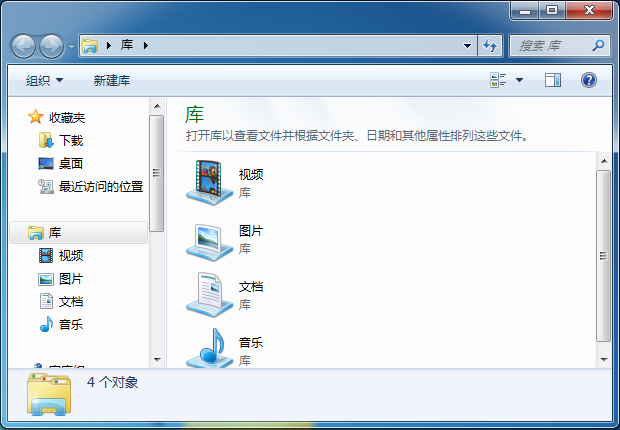 库
搜索 库
组织
新建库
收藏夹
下载
桌面
最近访问的位置
库
视频
图片
文档
音乐
库
打开库以查看文件并根据文件夹、日期和其他属性排列这些文件。
视频
库
图片
库
文档
库
音乐
库
4 个对象